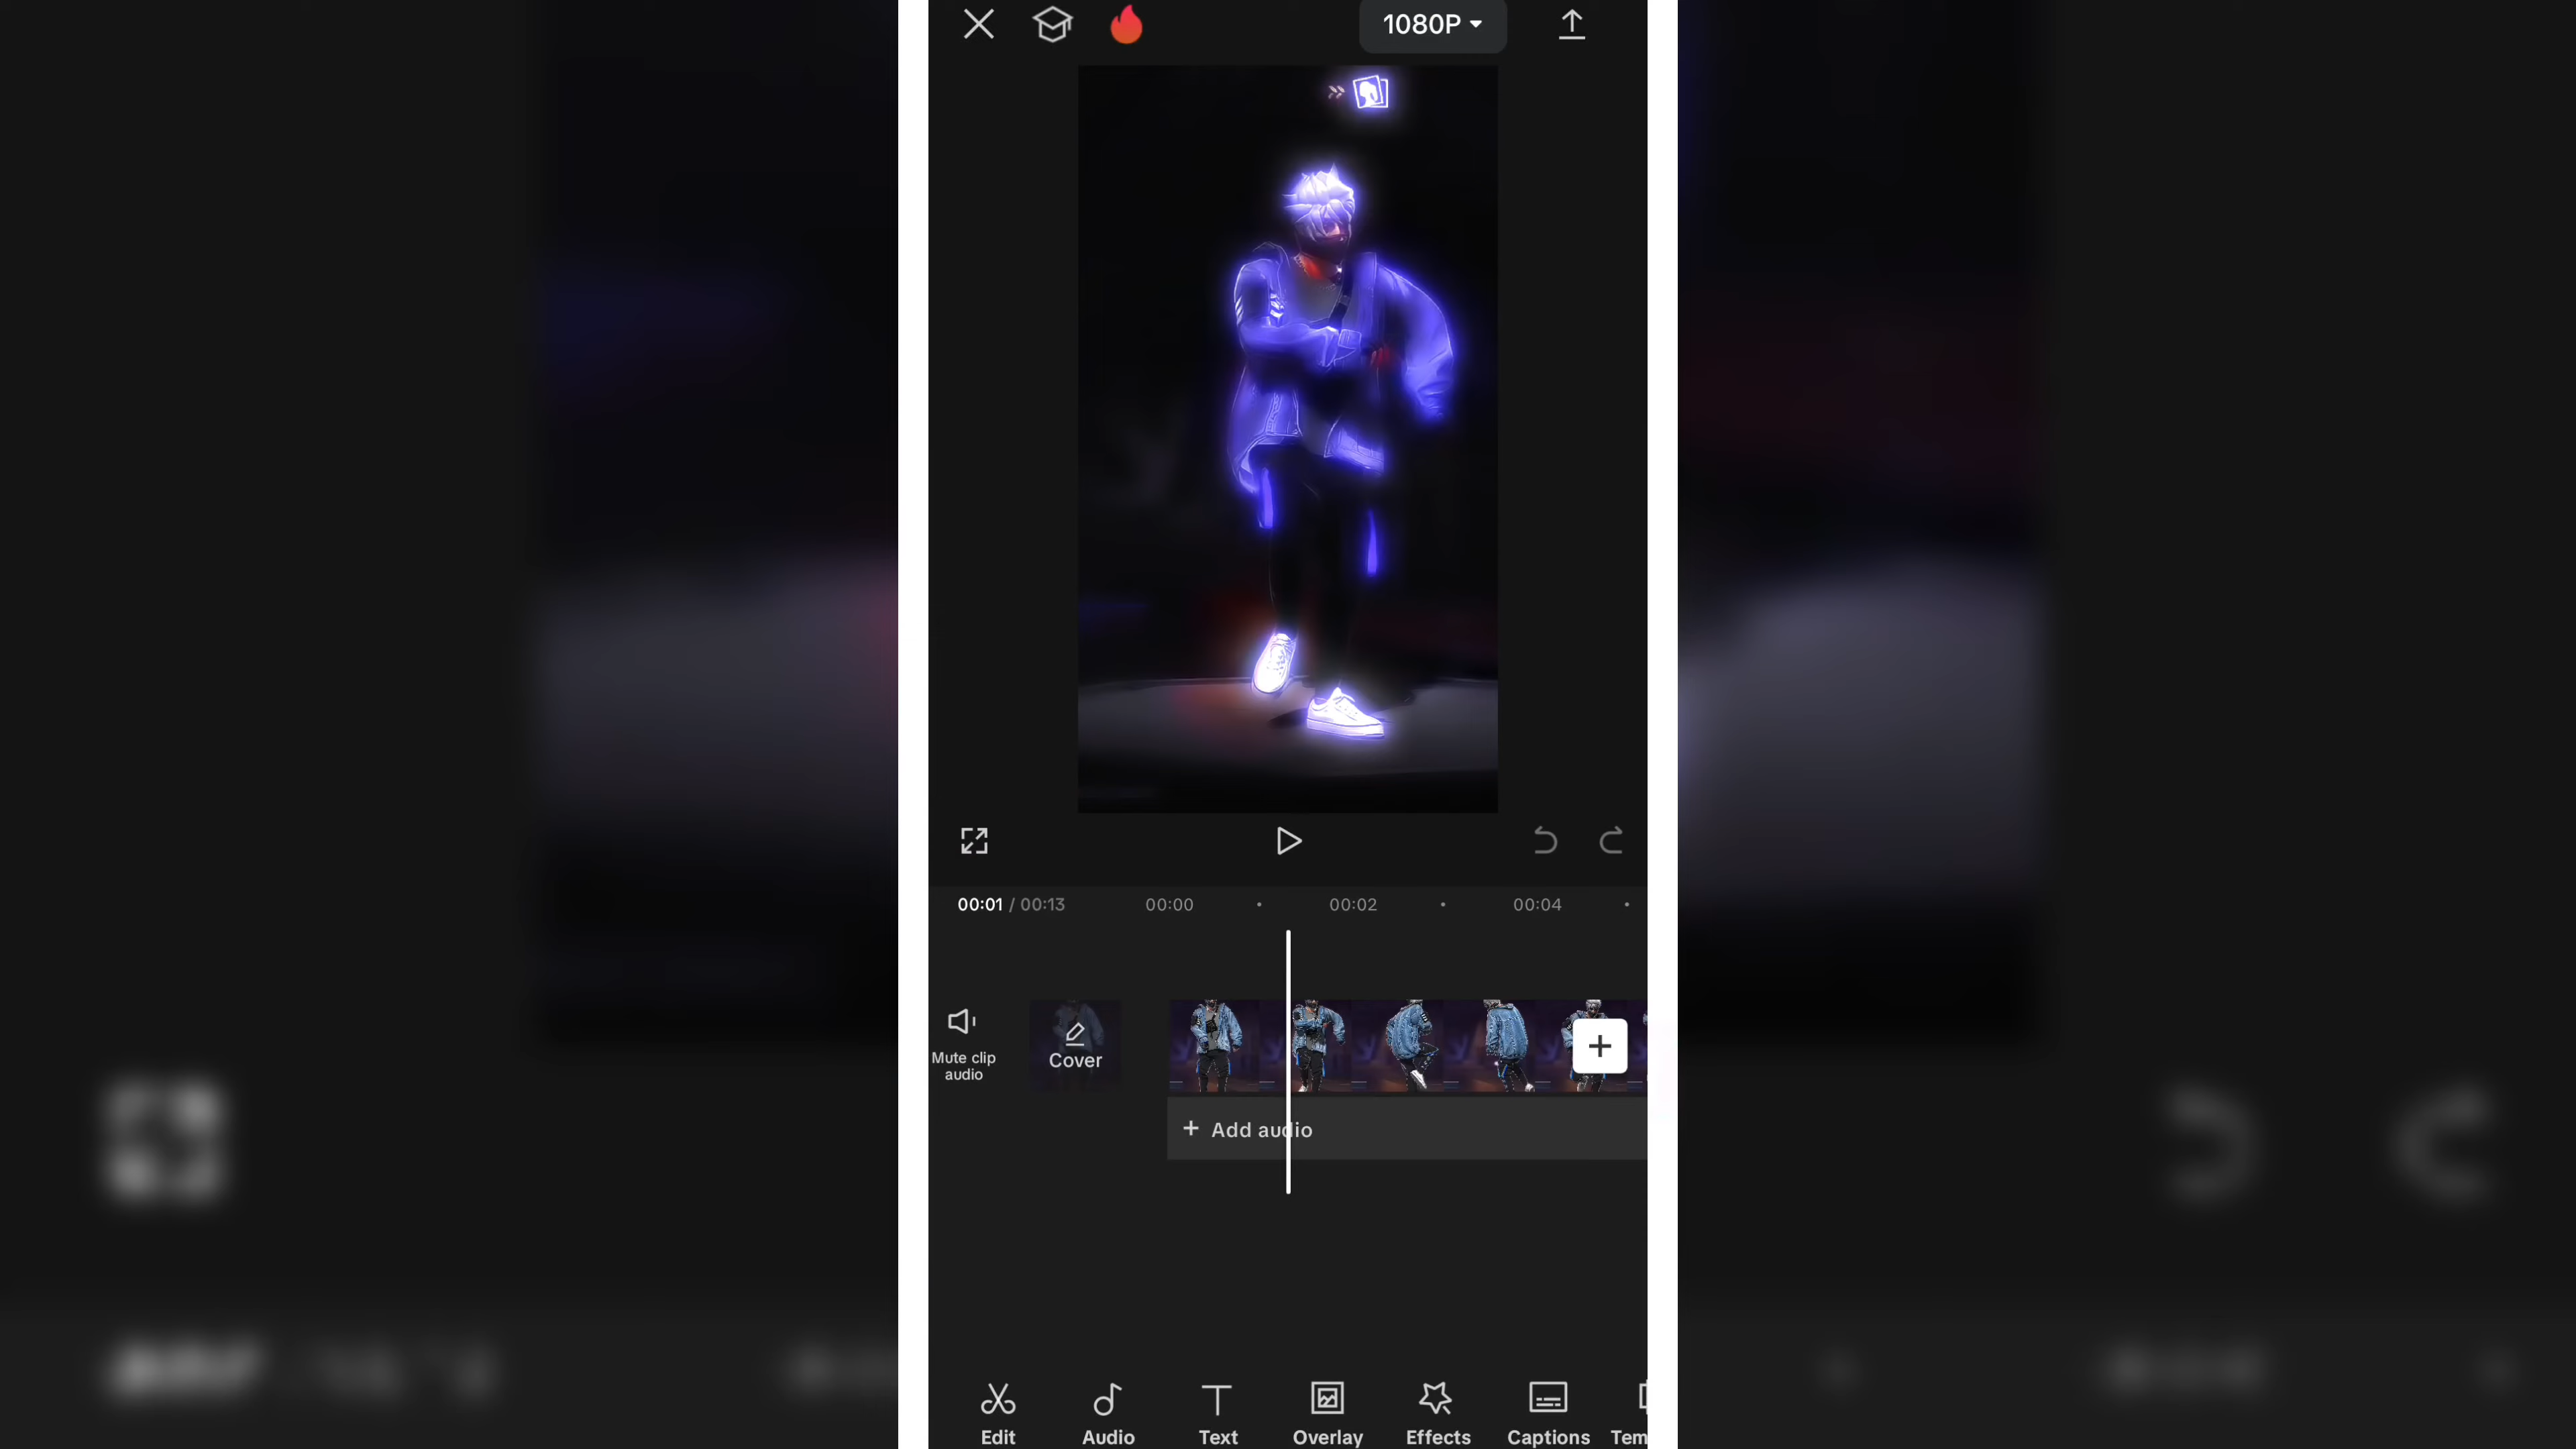 1080P
00:01 / 00:13 00:00 00:02 00:04
Mute clip
audio
Cover
+ Add audio
Edit Audio Text Overlay Effects Captions Tem